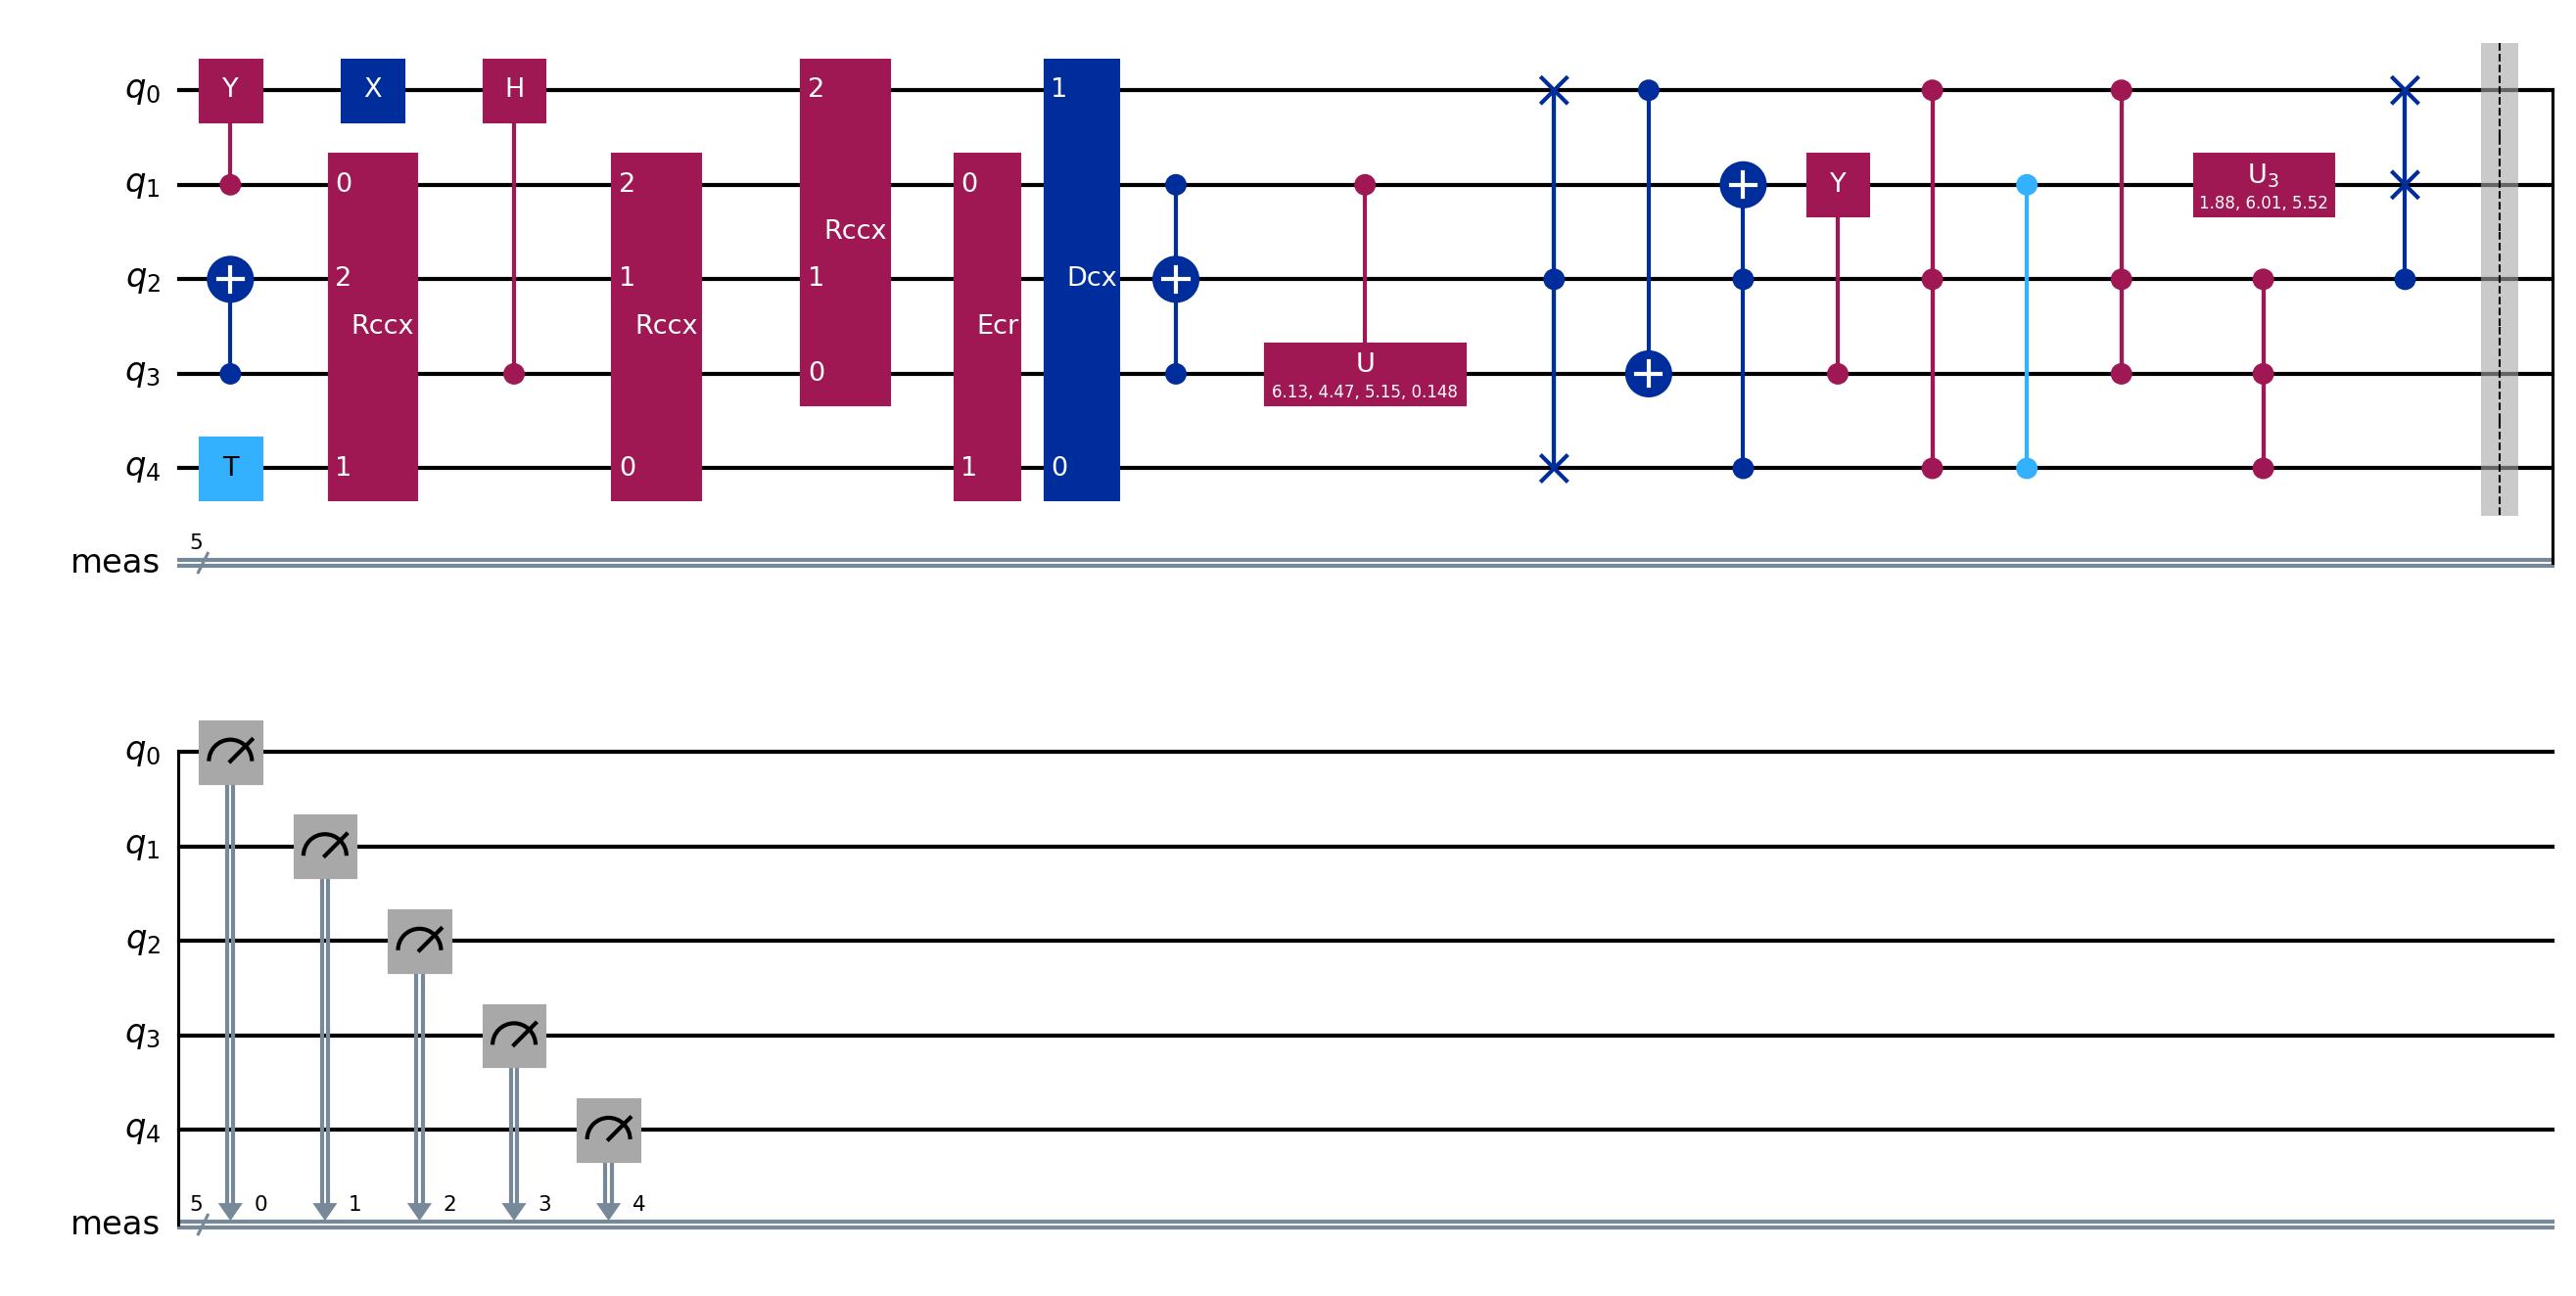 q0 Y X H 2 1
q1 0 2 0 Y U3
1.88, 6.01, 5.52
Rccx
q2 2 1 1 Dcx
Rccx Rccx Ecr
q3 0 U
6.13, 4.47, 5.15, 0.148
q4 T 1 0 1 0
5
meas
q0
q1
q2
q3
q4
5 0 1 2 3 4
meas